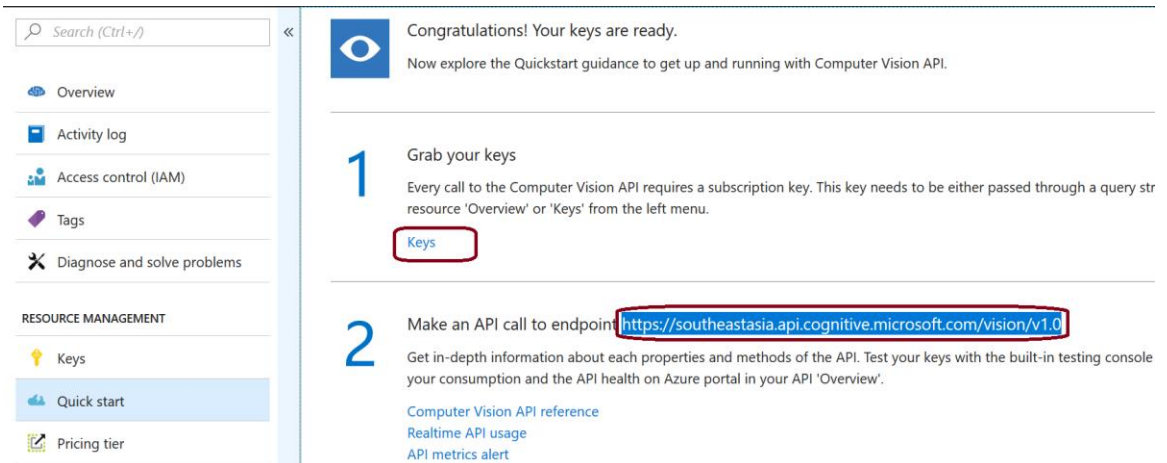 Search (Ctrl+/)
«
Overview
Activity log
Access control (IAM)
Tags
Diagnose and solve problems
RESOURCE MANAGEMENT
Keys
Quick start
Pricing tier
Congratulations! Your keys are ready.
Now explore the Quickstart guidance to get up and running with Computer Vision API.
1
Grab your keys
Every call to the Computer Vision API requires a subscription key. This key needs to be either passed through a query str
resource 'Overview' or 'Keys' from the left menu.
Keys
2
Make an API call to endpoint https://southeastasia.api.cognitive.microsoft.com/vision/v1.0
Get in-depth information about each properties and methods of the API. Test your keys with the built-in testing console
your consumption and the API health on Azure portal in your API 'Overview'.
Computer Vision API reference
Realtime API usage
API metrics alert